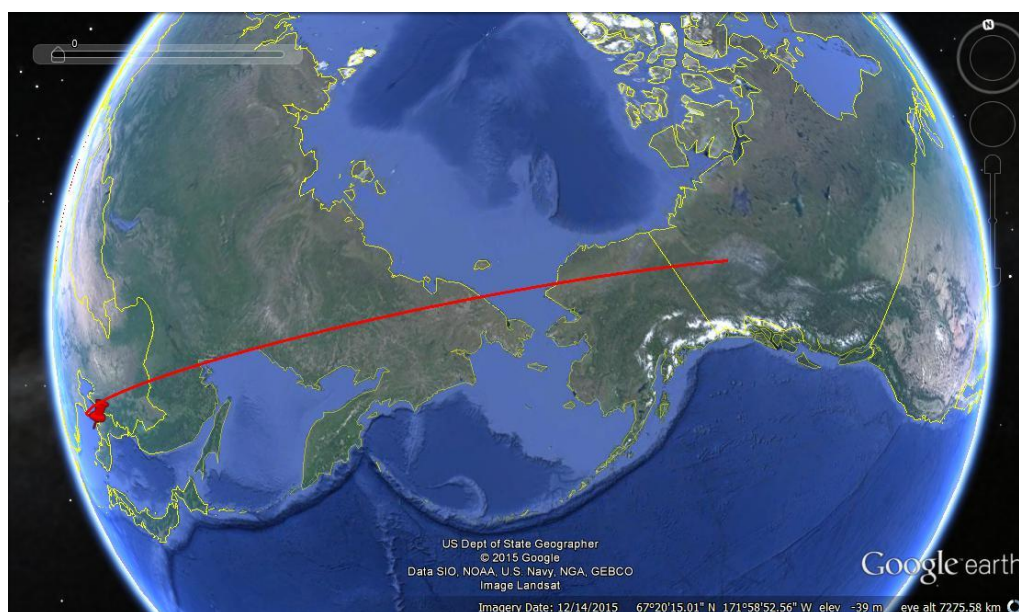 0
N
US Dept of State Geographer
© 2015 Google
Data SIO, NOAA, U.S. Navy, NGA, GEBCO
Image Landsat
Google earth
Imagery Date: 12/14/2015 67°20'15.01" N 171°58'52.56" W elev -39 m eye alt 7275.58 km